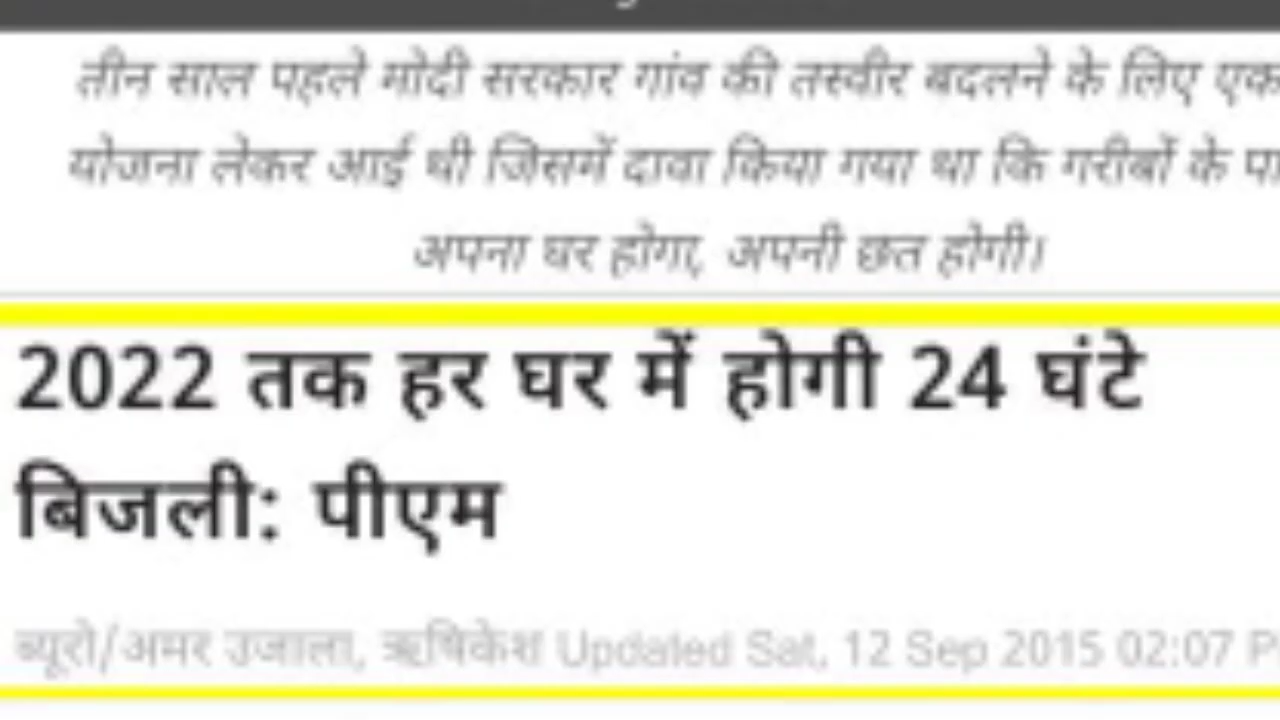 तीन साल पहले मोदी सरकार गांव की तस्वीर बदलने के लिए एक
योजना लेकर आई थी जिसमें दावा किया गया था कि गरीबों के
अपना घर होगा, अपनी छत होगी।
2022 तक हर घर में होगी 24 घंटे
बिजली: पीएम
ब्यूरो/अमर उजाला, ऋषिकेश Updated Sat, 12 Sep 2015 02:07